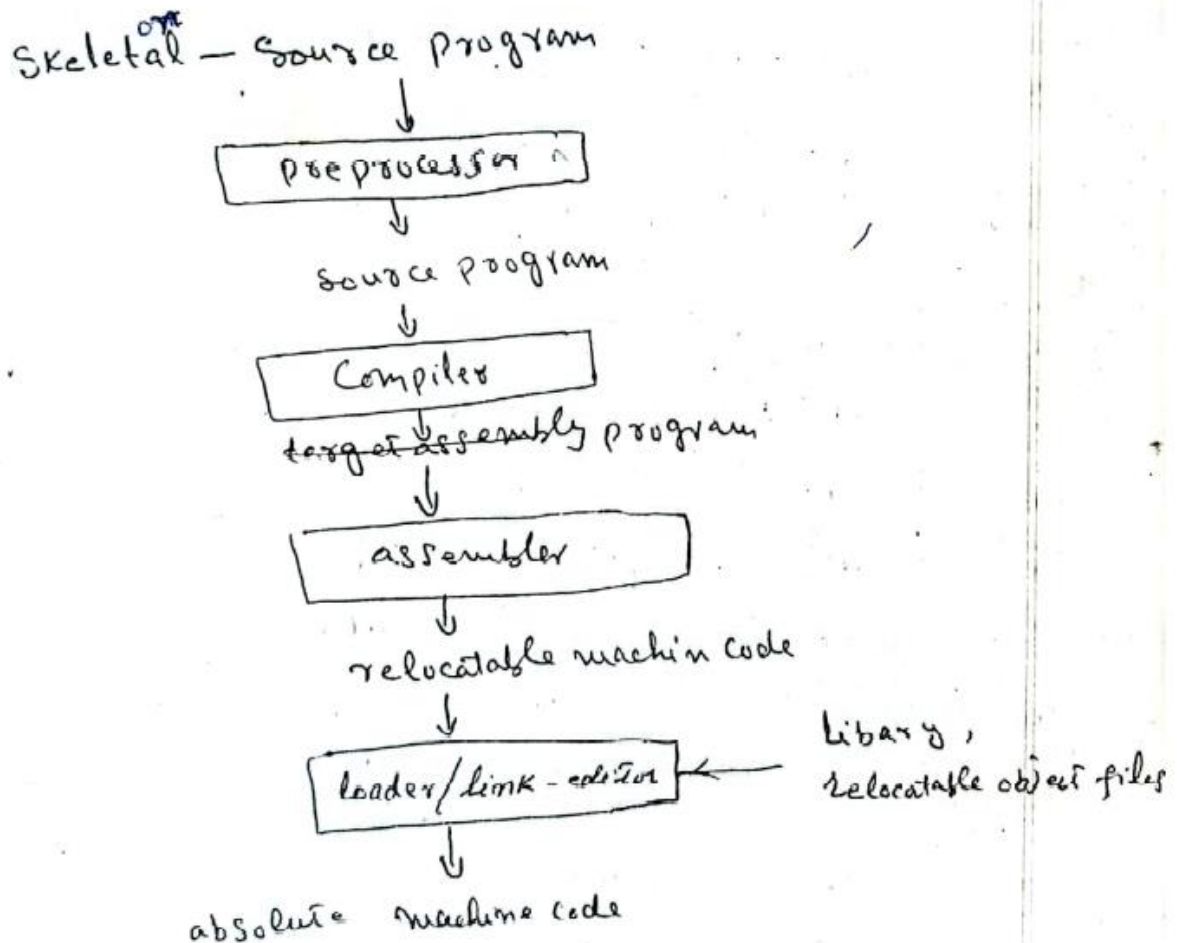 on
Skeletal - Source program
preprocessor
source program
Compiler
target assembly program
assembler
relocatable machin code
libary,
loader/link-editor
relocatable object files
absolute machine code